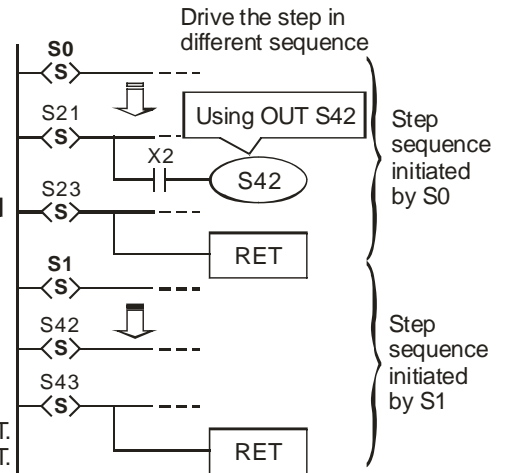 Drive the step in
different sequence
S0
S
S21
S
Using OUT S42
X2
S42
S23
S
RET
Step
sequence
initiated
by S0
S1
S
S42
S
S43
S
RET
Step
sequence
initiated
by S1
T.
T.